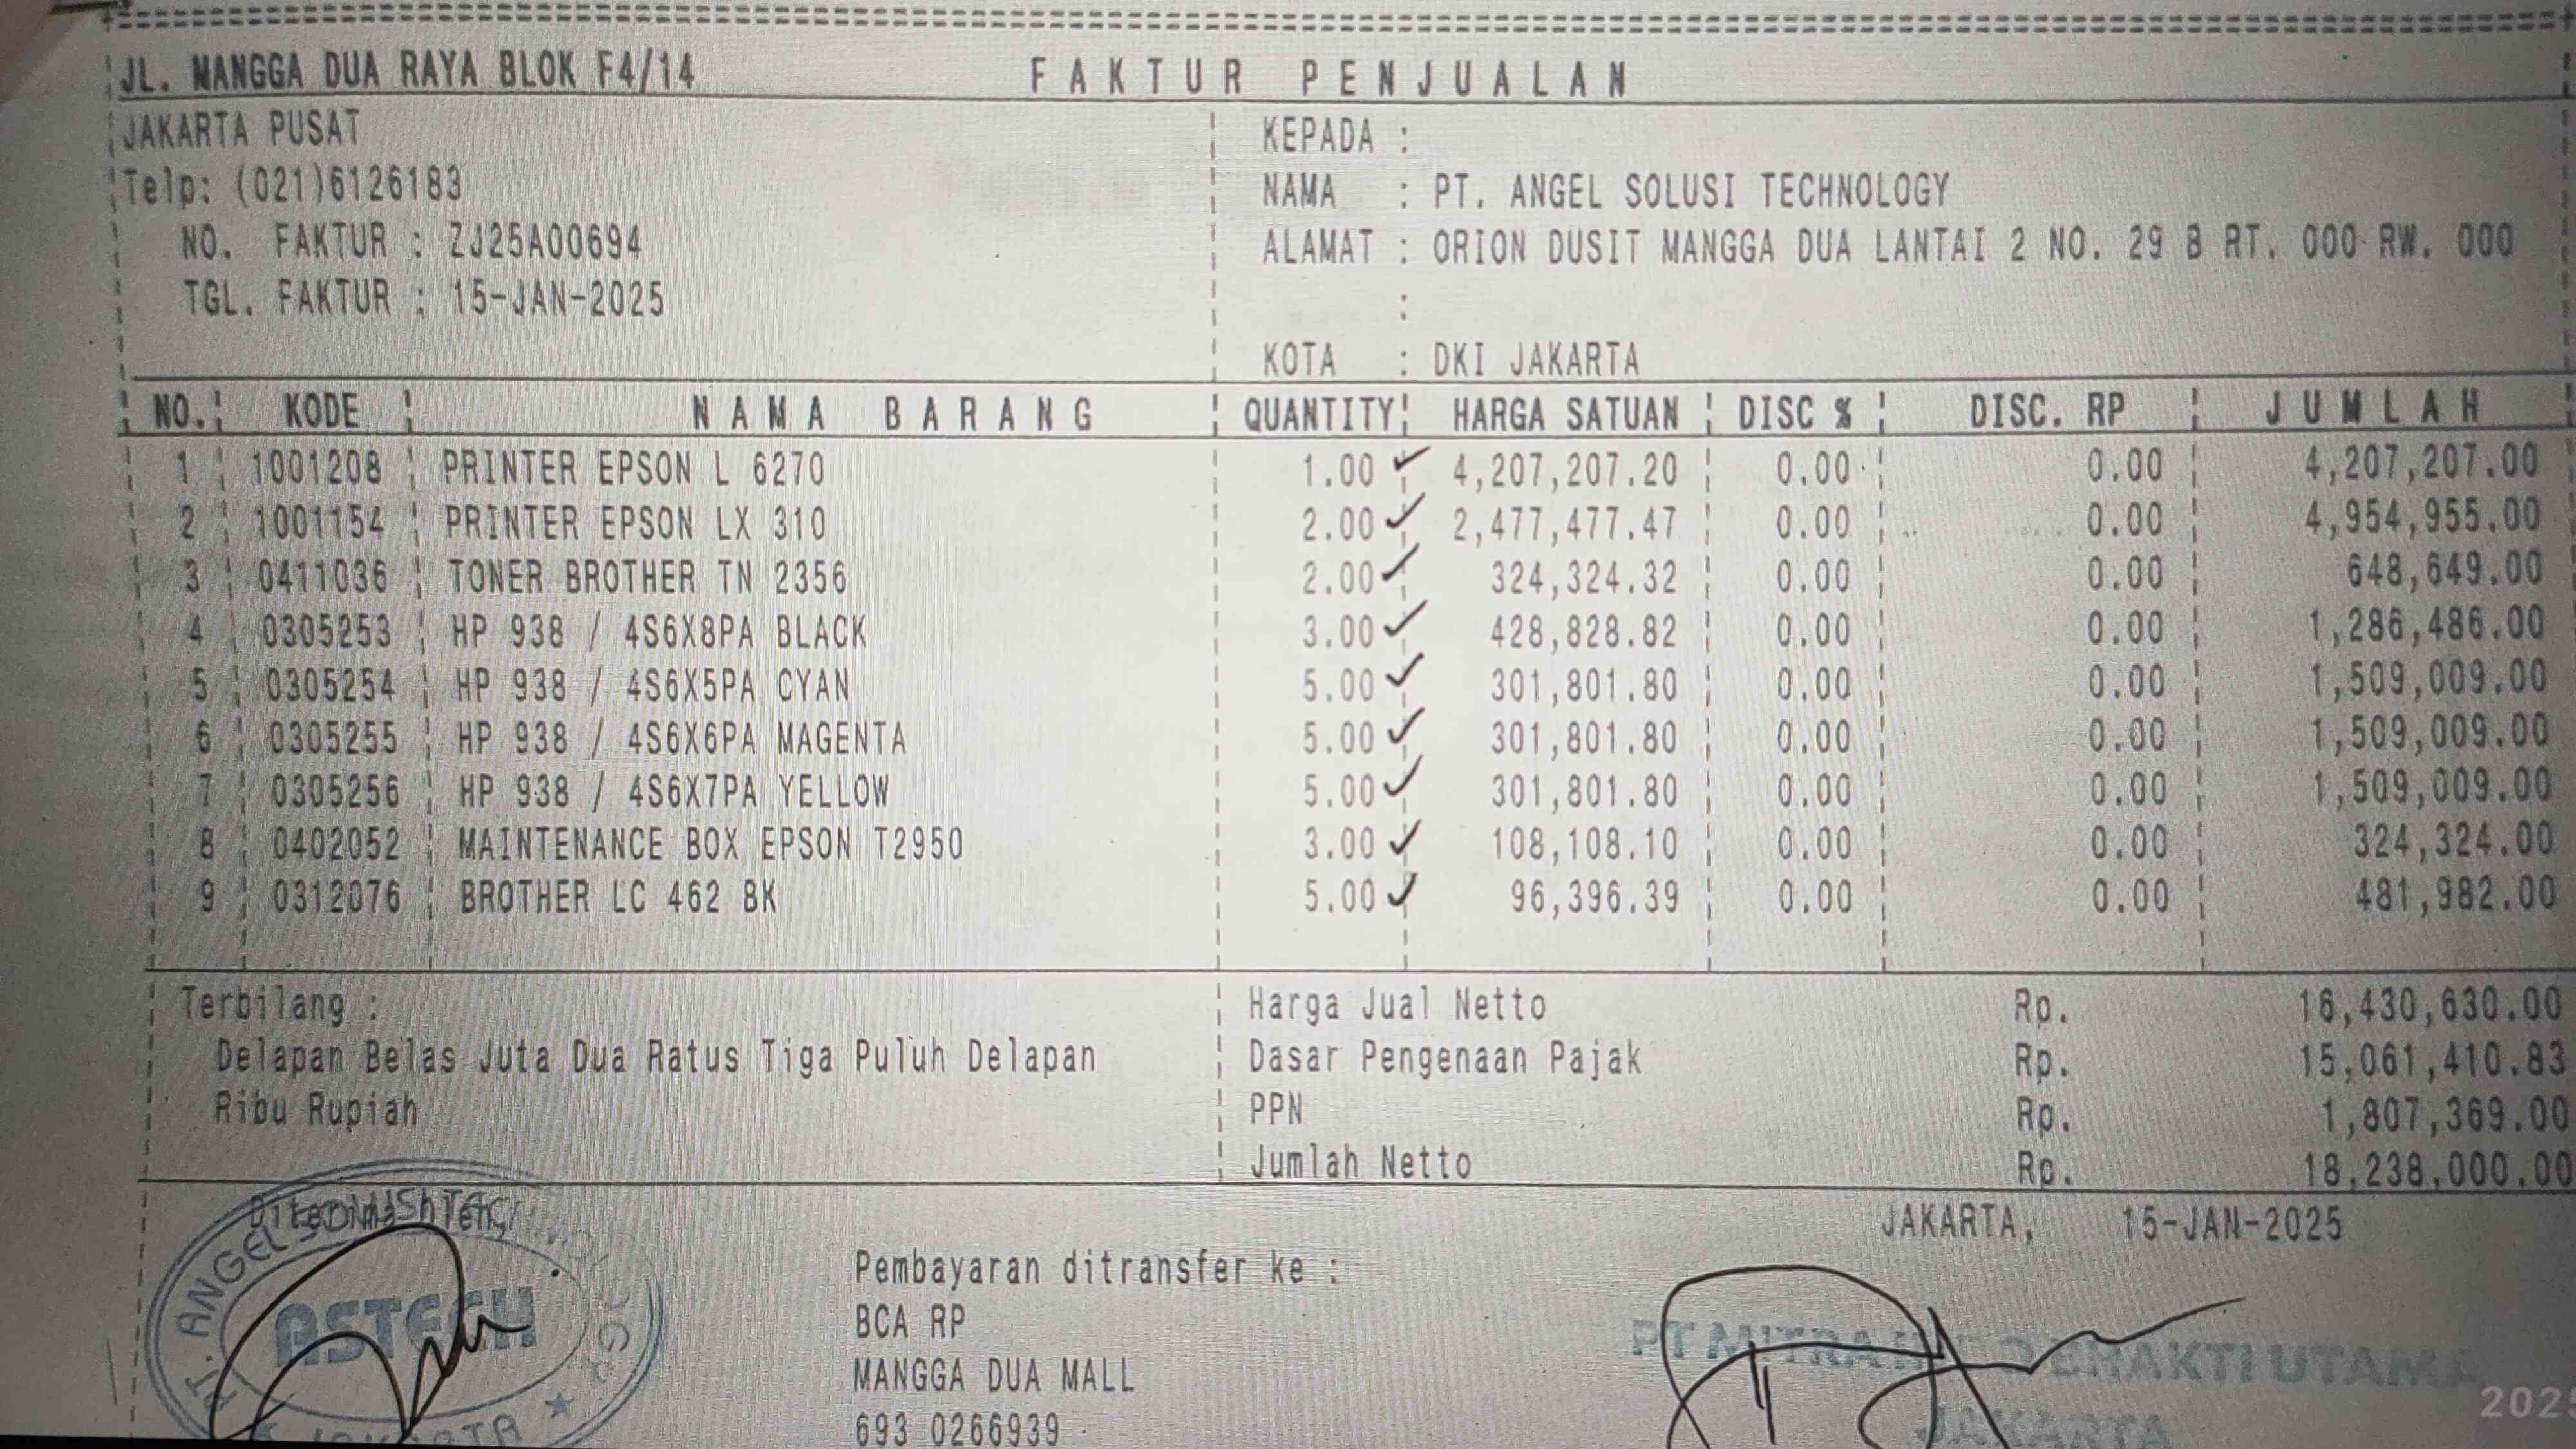 JL. MANGGA DUA RAYA BLOK F4/14 FAKTUR PENJUALAN
JAKARTA PUSAT KEPADA :
Telp: (021)6126183 NAMA : PT. ANGEL SOLUSI TECHNOLOGY
NO. FAKTUR : ZJ25A00694 ALAMAT : ORION DUSIT MANGGA DUA LANTAI 2 NO. 29 B RT. 000 RW. 000
TGL. FAKTUR : 15-JAN-2025 :
KOTA : DKI JAKARTA
NO. KODE NAMA BARANG QUANTITY HARGA SATUAN DISC % DISC. RP JUMLAH
1 1001208 PRINTER EPSON L 6270 1.00 4,207,207.20 0.00 0.00 4,207,207.00
2 1001154 PRINTER EPSON LX 310 2.00 2,477,477.47 0.00 0.00 4,954,955.00
3 0411036 TONER BROTHER TN 2356 2.00 324,324.32 0.00 0.00 648,649.00
4 0305253 HP 938 / 4S6X8PA BLACK 3.00 428,828.82 0.00 0.00 1,286,486.00
5 0305254 HP 938 / 4S6X5PA CYAN 5.00 301,801.80 0.00 0.00 1,509,009.00
6 0305255 HP 938 / 4S6X6PA MAGENTA 5.00 301,801.80 0.00 0.00 1,509,009.00
7 0305256 HP 938 / 4S6X7PA YELLOW 5.00 301,801.80 0.00 0.00 1,509,009.00
8 0402052 MAINTENANCE BOX EPSON T2950 3.00 108,108.10 0.00 0.00 324,324.00
9 0312076 BROTHER LC 462 BK 5.00 96,396.39 0.00 0.00 481,982.00
Terbilang : Harga Jual Netto Rp. 16,430,630.00
Delapan Belas Juta Dua Ratus Tiga Puluh Delapan Dasar Pengenaan Pajak Rp. 15,061,410.83
Ribu Rupiah PPN Rp. 1,807,369.00
Jumlah Netto Rp. 18,238,000.00
JAKARTA, 15-JAN-2025
PT. ANGEL
ASTECH
Pembayaran ditransfer ke :
BCA RP
MANGGA DUA MALL
693 0266939
PT MITRA BHAKTI UTAMA
JAKARTA